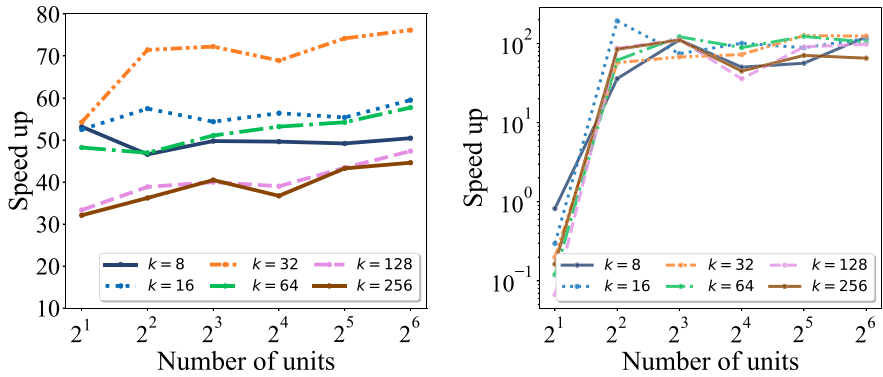 80
70
60
50
40
30
20
10
Speed up
k = 8
k = 16
k = 32
k = 64
k = 128
k = 256
2^1 2^2 2^3 2^4 2^5 2^6
Number of units
10^2
10^1
10^0
10^-1
Speed up
k = 8
k = 16
k = 32
k = 64
k = 128
k = 256
2^1 2^2 2^3 2^4 2^5 2^6
Number of units